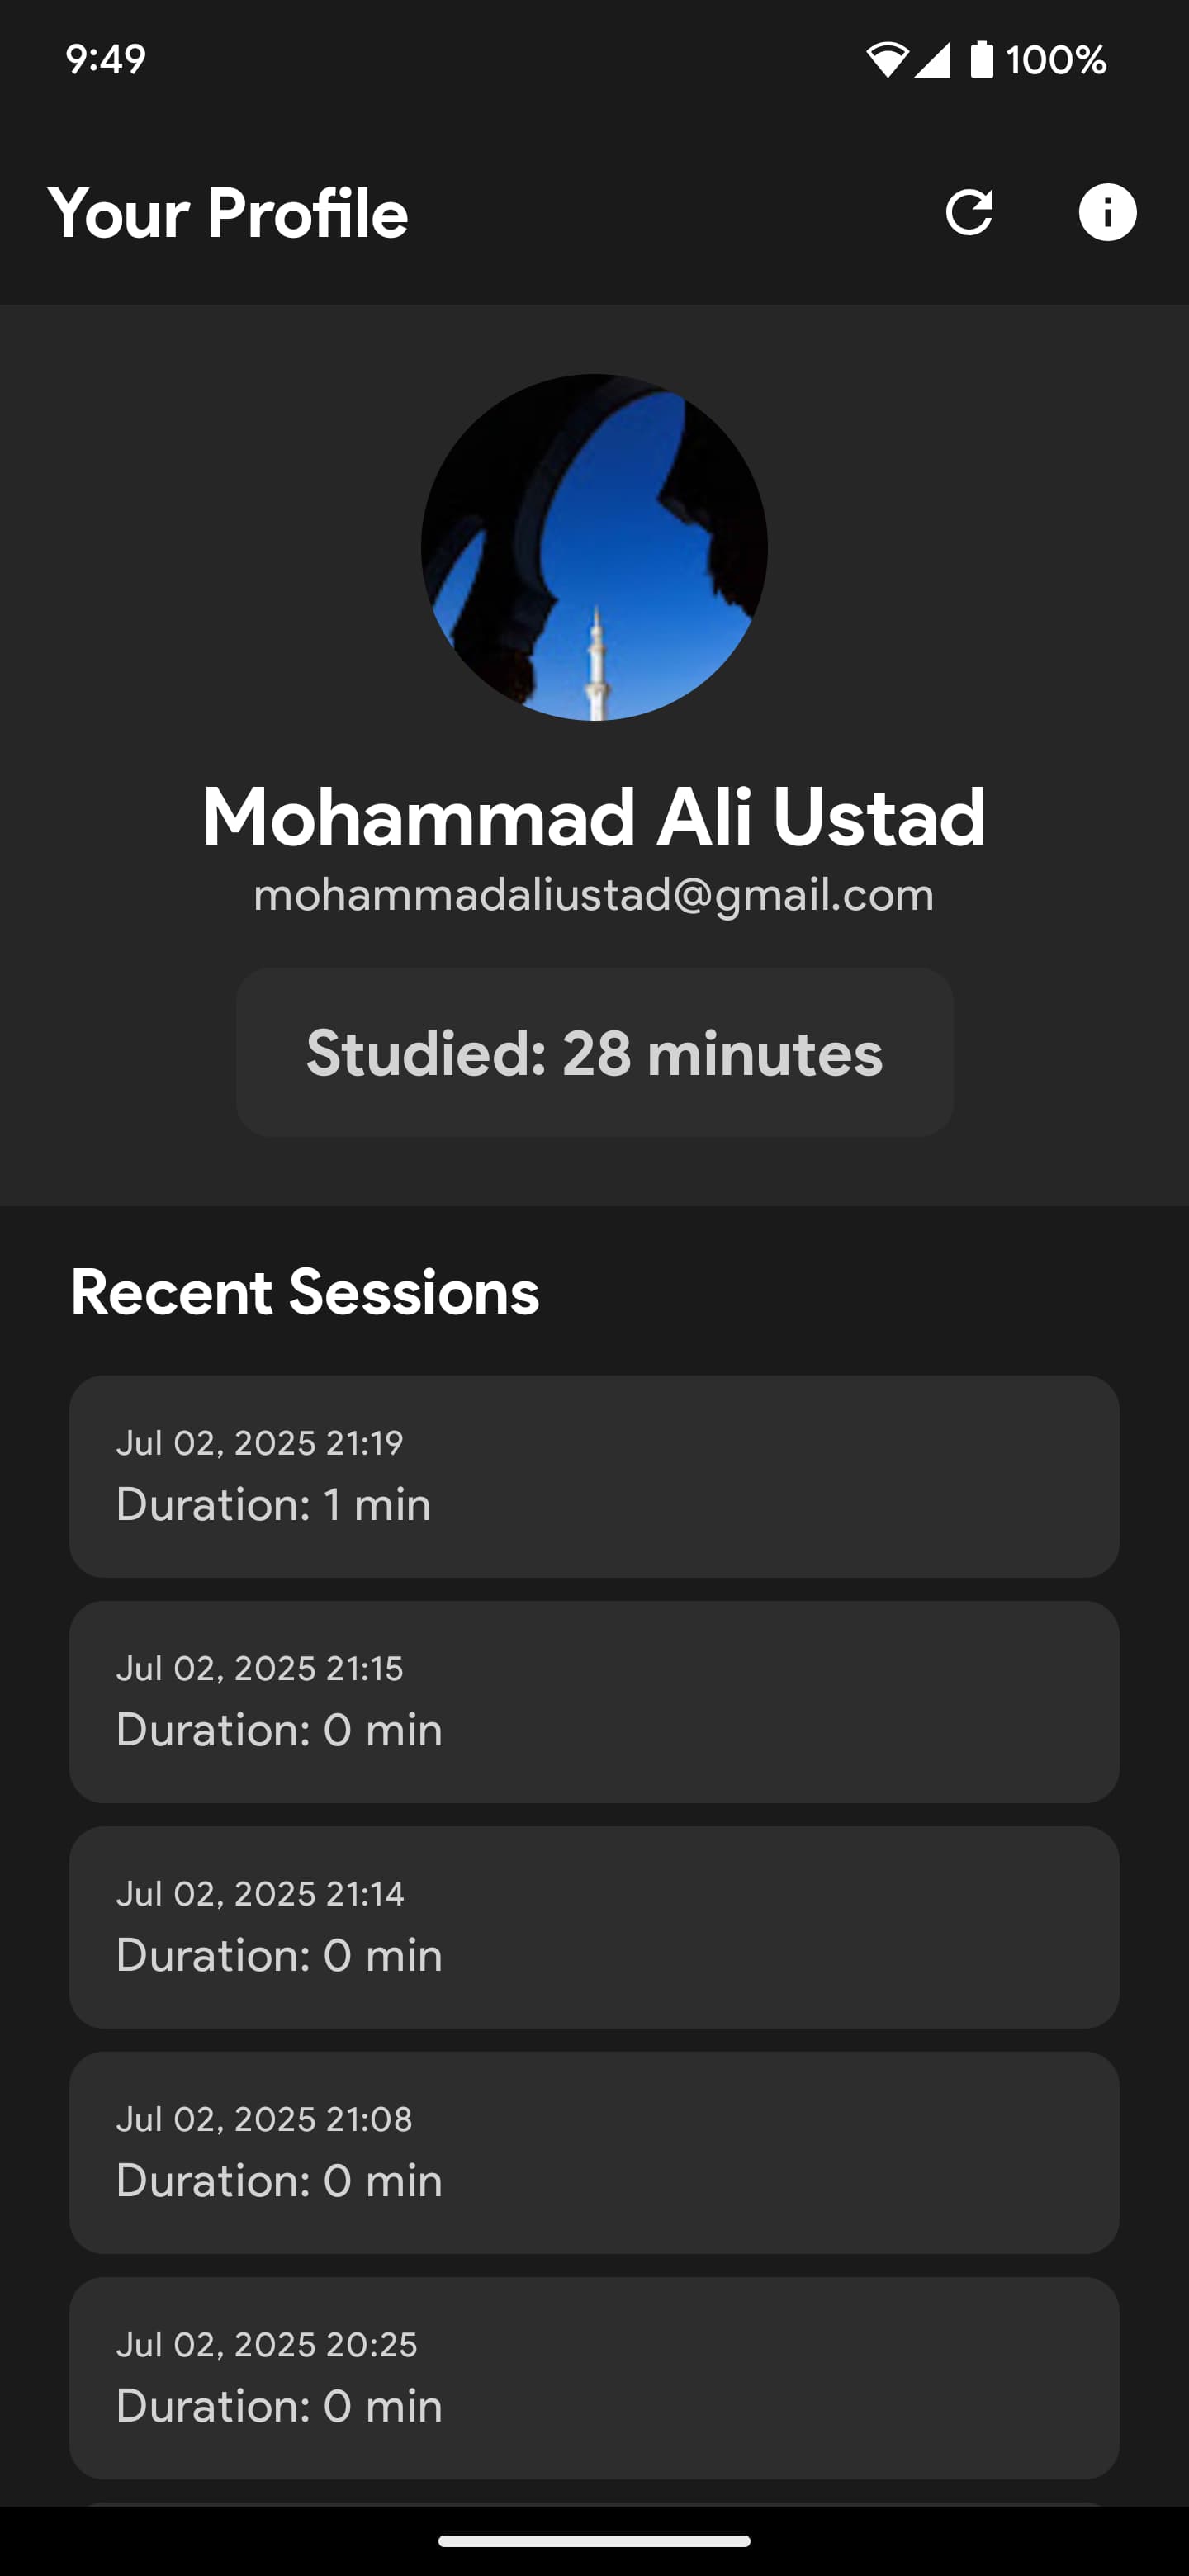 9:49
100%
Your Profile
Mohammad Ali Ustad
mohammadaliustad@gmail.com
Studied: 28 minutes
Recent Sessions
Jul 02, 2025 21:19
Duration: 1 min
Jul 02, 2025 21:15
Duration: 0 min
Jul 02, 2025 21:14
Duration: 0 min
Jul 02, 2025 21:08
Duration: 0 min
Jul 02, 2025 20:25
Duration: 0 min